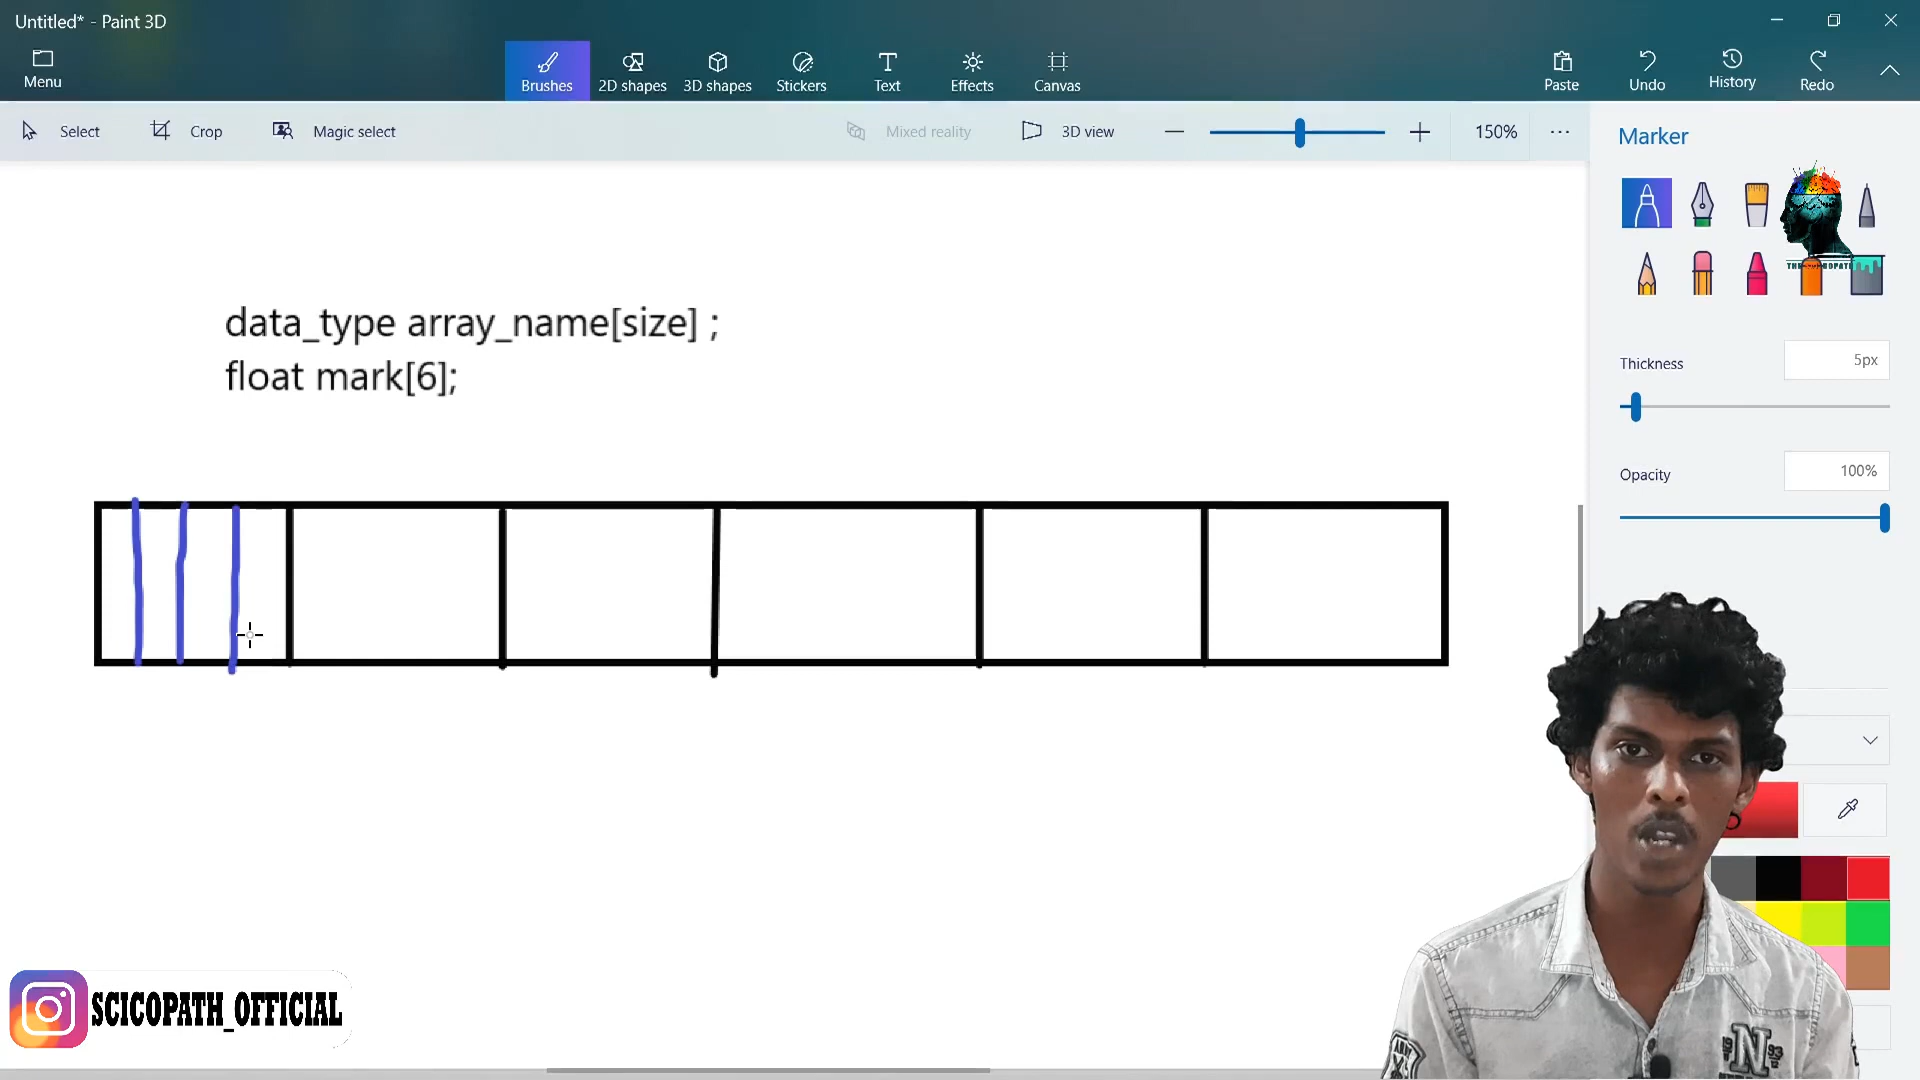 Untitled* - Paint 3D
Menu
Brushes
2D shapes
3D shapes
Stickers
Text
Effects
Canvas
Paste
Undo
History
Redo
Select
Crop
Magic select
Mixed reality
3D view
150%
Marker
Thickness
5px
Opacity
100%
data_type array_name[size] ;
float mark[6];
SCICOPATH_OFFICIAL
N
93